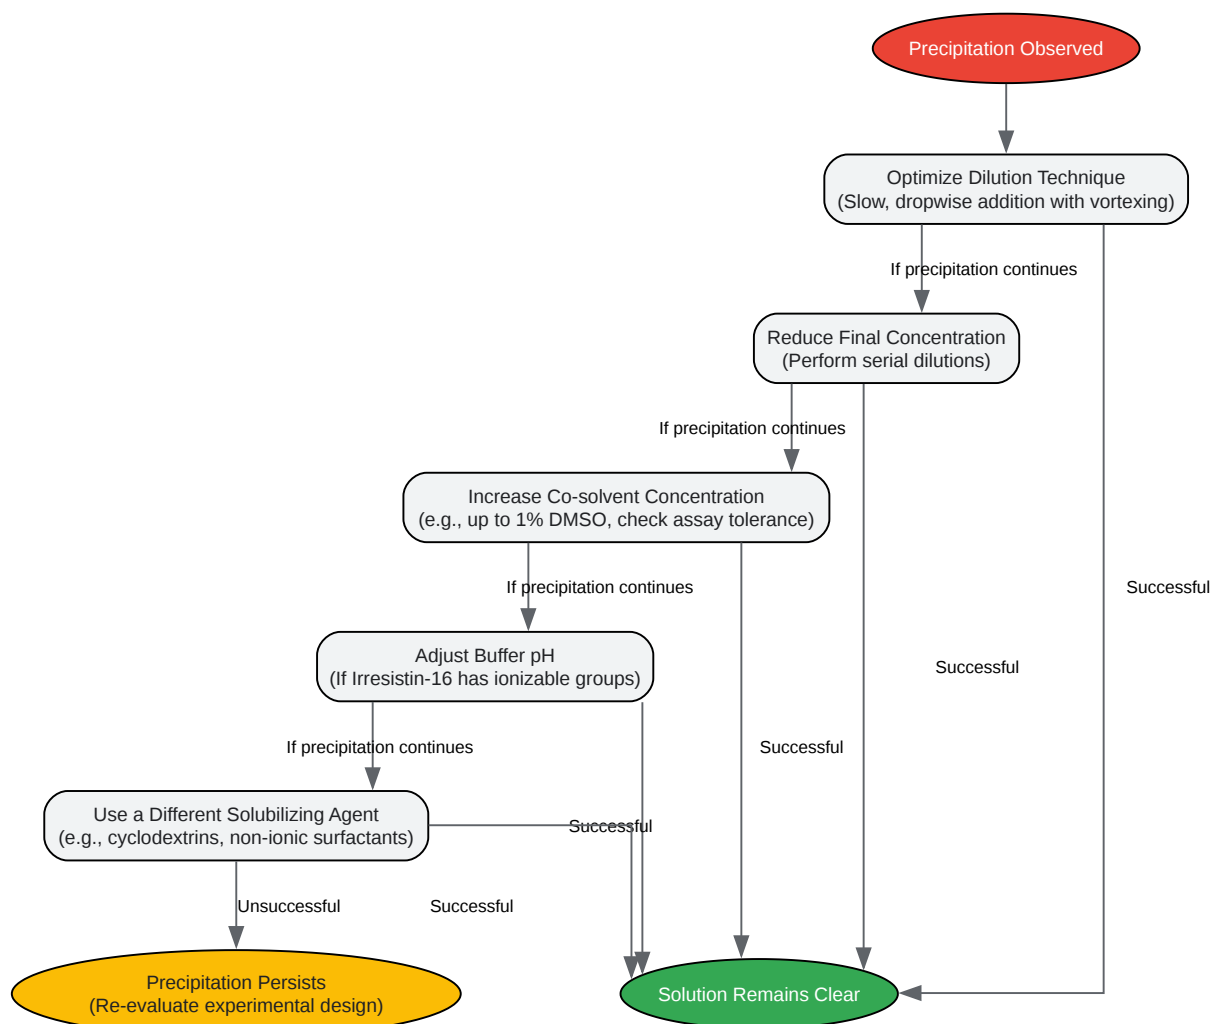 Precipitation Observed
Optimize Dilution Technique
(Slow, dropwise addition with vortexing)
If precipitation continues
Reduce Final Concentration
(Perform serial dilutions)
If precipitation continues
Increase Co-solvent Concentration
(e.g., up to 1% DMSO, check assay tolerance)
If precipitation continues
Successful
Adjust Buffer pH
(If Irresistin-16 has ionizable groups)
Successful
If precipitation continues
Successful
Use a Different Solubilizing Agent
(e.g., cyclodextrins, non-ionic surfactants)
Successful
Unsuccessful
Successful
Precipitation Persists
(Re-evaluate experimental design)
Solution Remains Clear